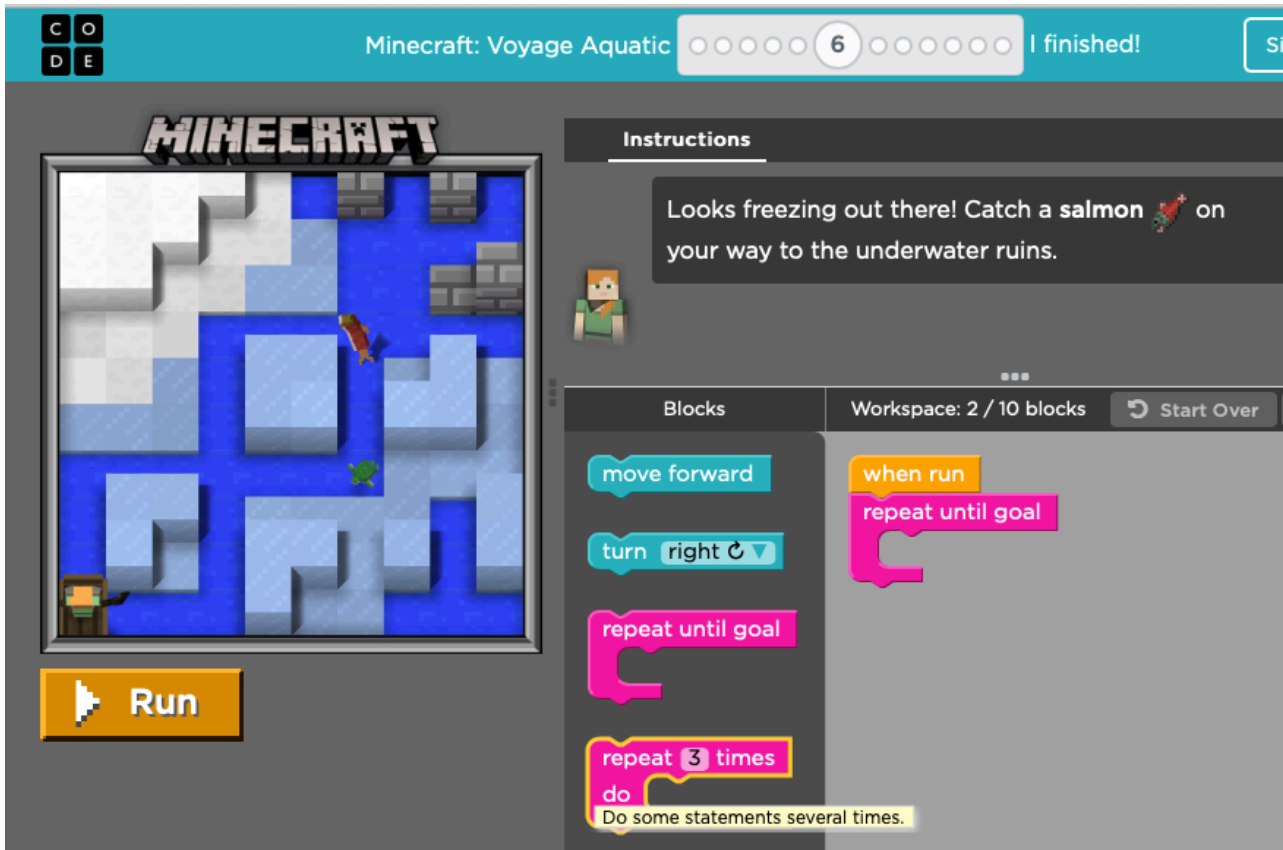 C O
D E
Minecraft: Voyage Aquatic
6
I finished!
Si
MINECRAFT
Instructions
Looks freezing out there! Catch a salmon on
your way to the underwater ruins.
Blocks
Workspace: 2 / 10 blocks
Start Over
move forward
when run
repeat until goal
turn right
repeat until goal
Run
repeat 3 times
do
Do some statements several times.